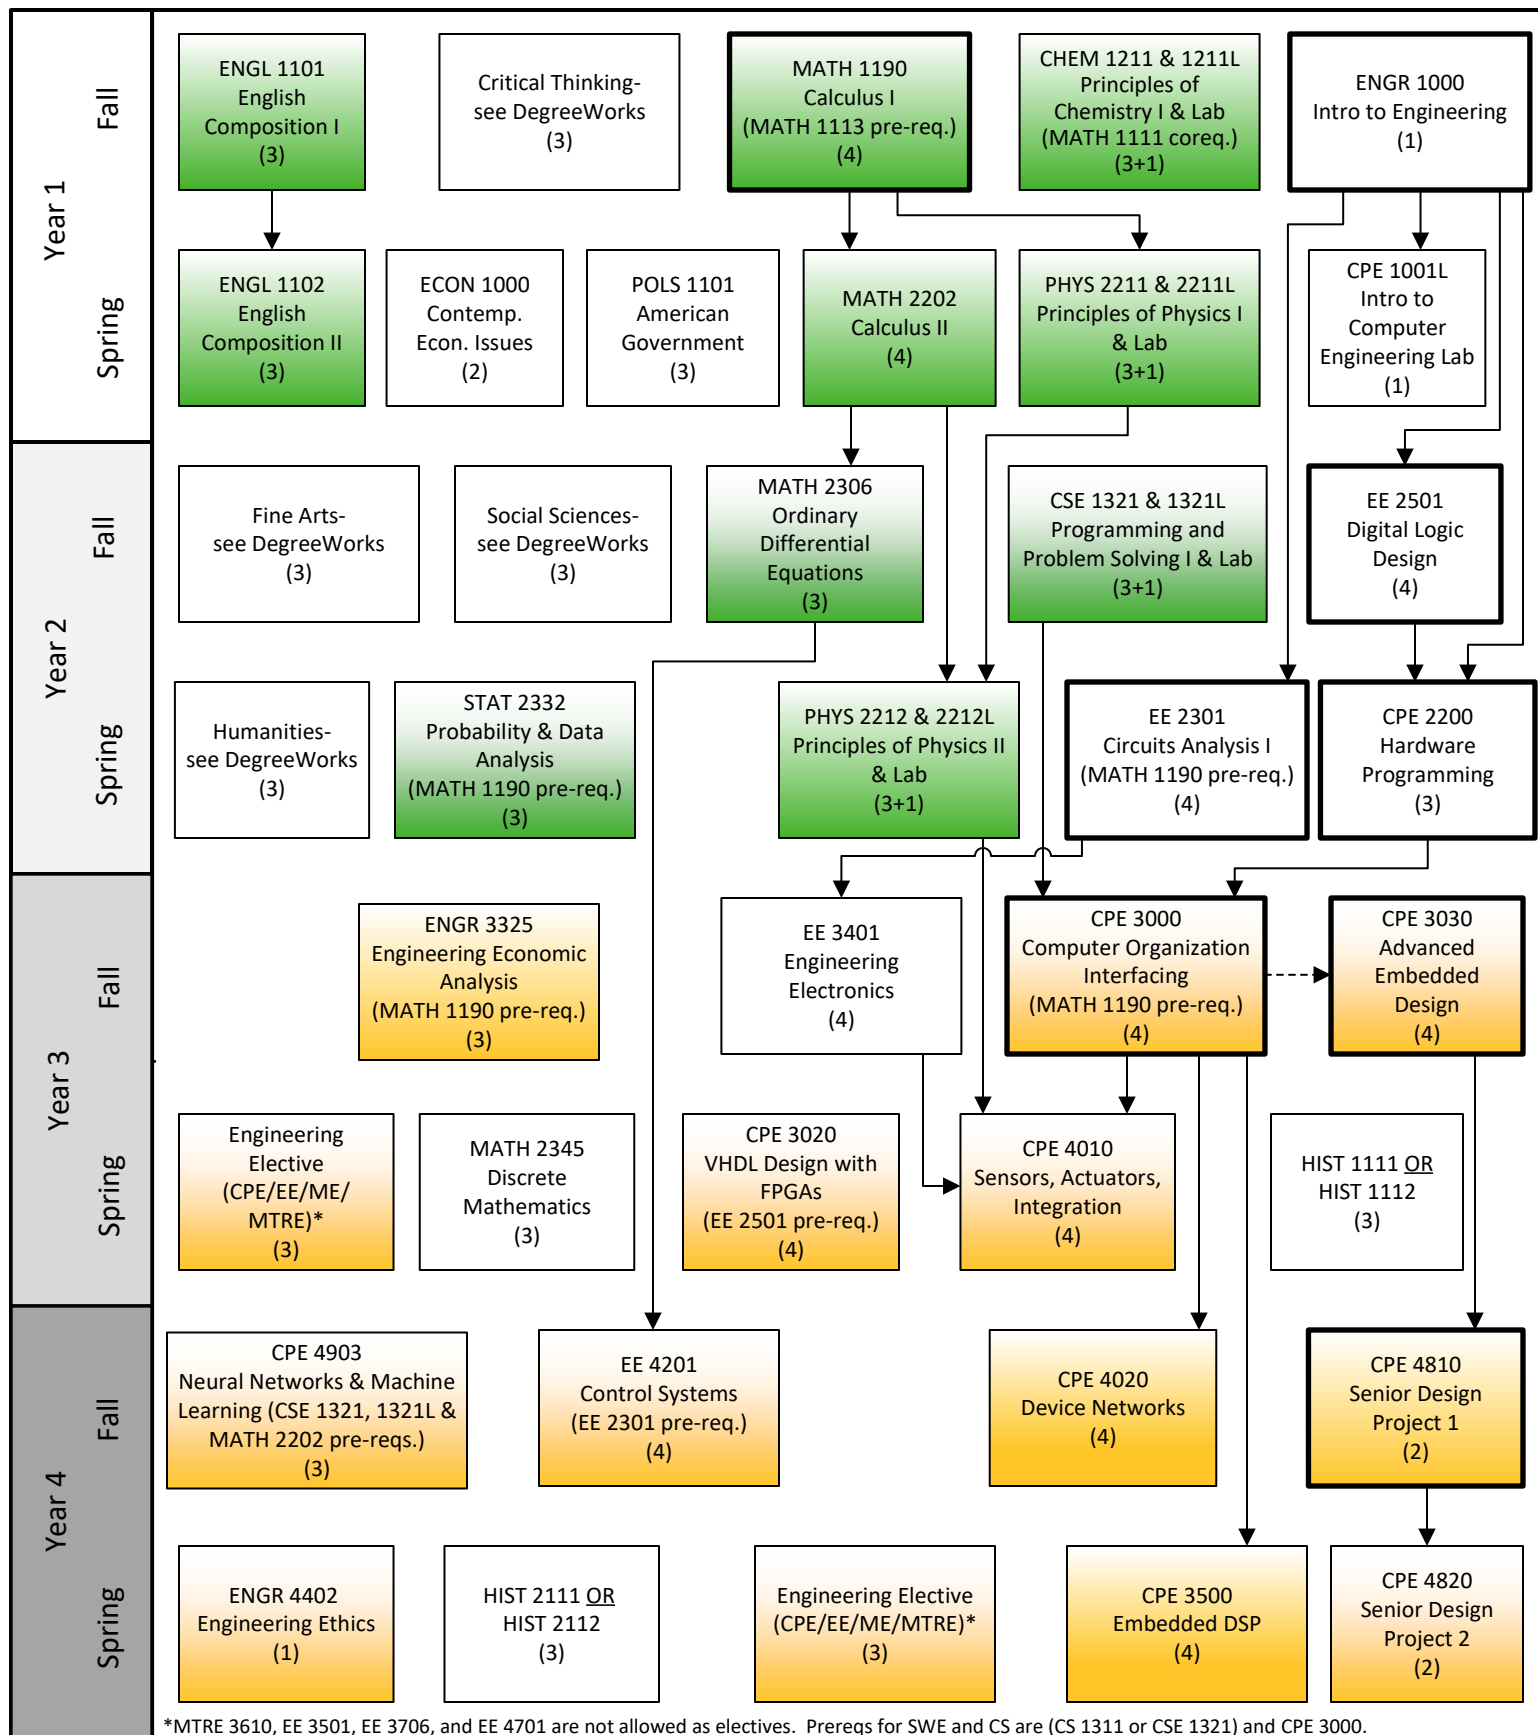 Year 1
Fall
ENGL 1101
English
Composition I
(3)
Critical Thinking-
see DegreeWorks
(3)
MATH 1190
Calculus I
(MATH 1113 pre-req.)
(4)
CHEM 1211 & 1211L
Principles of
Chemistry I & Lab
(MATH 1111 coreq.)
(3+1)
ENGR 1000
Intro to Engineering
(1)
Spring
ENGL 1102
English
Composition II
(3)
ECON 1000
Contemp.
Econ. Issues
(2)
POLS 1101
American
Government
(3)
MATH 2202
Calculus II
(4)
PHYS 2211 & 2211L
Principles of Physics I
& Lab
(3+1)
CPE 1001L
Intro to
Computer
Engineering Lab
(1)
Year 2
Fall
Fine Arts-
see DegreeWorks
(3)
Social Sciences-
see DegreeWorks
(3)
MATH 2306
Ordinary
Differential
Equations
(3)
CSE 1321 & 1321L
Programming and
Problem Solving I & Lab
(3+1)
EE 2501
Digital Logic
Design
(4)
Spring
Humanities-
see DegreeWorks
(3)
STAT 2332
Probability & Data
Analysis
(MATH 1190 pre-req.)
(3)
PHYS 2212 & 2212L
Principles of Physics II
& Lab
(3+1)
EE 2301
Circuits Analysis I
(MATH 1190 pre-req.)
(4)
CPE 2200
Hardware
Programming
(3)
Year 3
Fall
ENGR 3325
Engineering Economic
Analysis
(MATH 1190 pre-req.)
(3)
EE 3401
Engineering
Electronics
(4)
CPE 3000
Computer Organization
Interfacing
(MATH 1190 pre-req.)
(4)
CPE 3030
Advanced
Embedded
Design
(4)
Spring
Engineering
Elective
(CPE/EE/ME/
MTRE)*
(3)
MATH 2345
Discrete
Mathematics
(3)
CPE 3020
VHDL Design with
FPGAs
(EE 2501 pre-req.)
(4)
CPE 4010
Sensors, Actuators,
Integration
(4)
HIST 1111 OR
HIST 1112
(3)
Year 4
Fall
CPE 4903
Neural Networks & Machine
Learning (CSE 1321, 1321L &
MATH 2202 pre-reqs.)
(3)
EE 4201
Control Systems
(EE 2301 pre-req.)
(4)
CPE 4020
Device Networks
(4)
CPE 4810
Senior Design
Project 1
(2)
Spring
ENGR 4402
Engineering Ethics
(1)
HIST 2111 OR
HIST 2112
(3)
Engineering Elective
(CPE/EE/ME/MTRE)*
(3)
CPE 3500
Embedded DSP
(4)
CPE 4820
Senior Design
Project 2
(2)
*MTRE 3610, EE 3501, EE 3706, and EE 4701 are not allowed as electives. Prereqs for SWE and CS are (CS 1311 or CSE 1321) and CPE 3000.